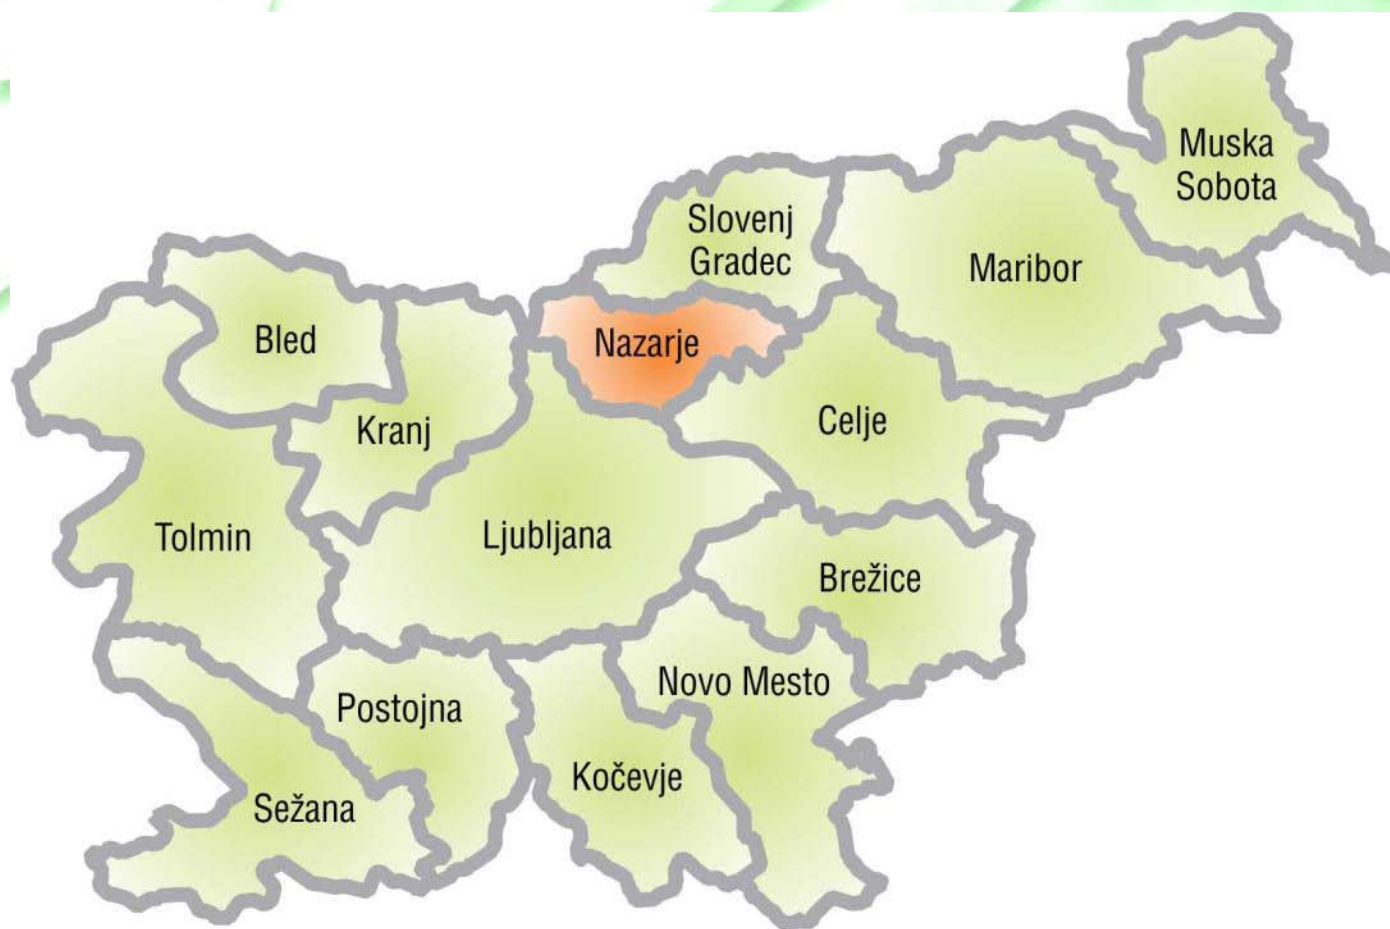 Muska
Sobota
Slovenj
Gradec
Maribor
Bled
Nazarje
Kranj
Celje
Tolmin
Ljubljana
Brežice
Novo Mesto
Postojna
Kočevje
Sežana